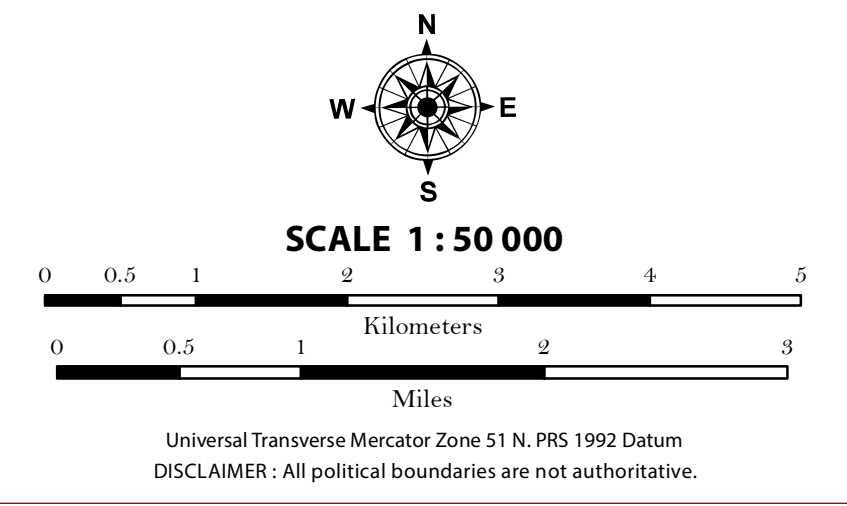 N
W E
S
SCALE 1 : 50 000
0 0.5 1 2 3 4 5
Kilometers
0 0.5 1 2 3
Miles
Universal Transverse Mercator Zone 51 N. PRS 1992 Datum
DISCLAIMER : All political boundaries are not authoritative.